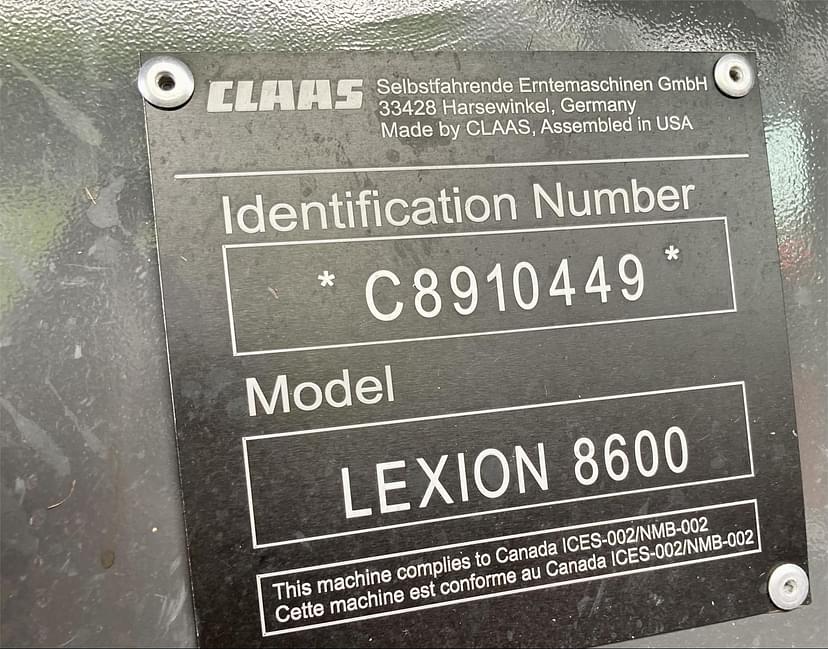 CLAAS
Selbstfahrende Erntemaschinen GmbH
33428 Harsewinkel, Germany
Made by CLAAS, Assembled in USA
Identification Number
* C8910449 *
Model
LEXION 8600
This machine complies to Canada ICES-002/NMB-002
Cette machine est conforme au Canada ICES-002/NMB-002